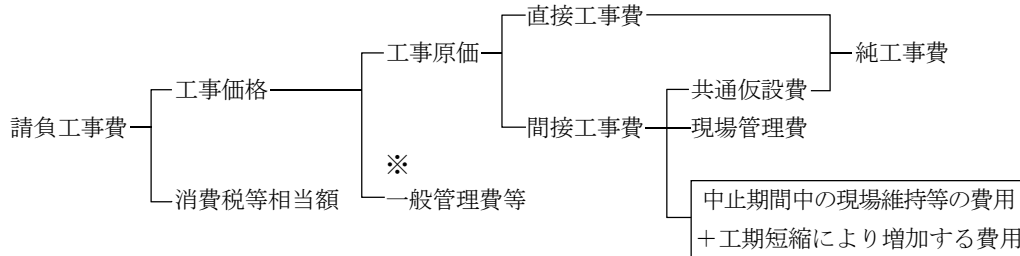 直接工事費
工事原価
純工事費
工事価格
共通仮設費
請負工事費
間接工事費
現場管理費
※
消費税等相当額
一般管理費等
中止期間中の現場維持等の費用
＋工期短縮により増加する費用